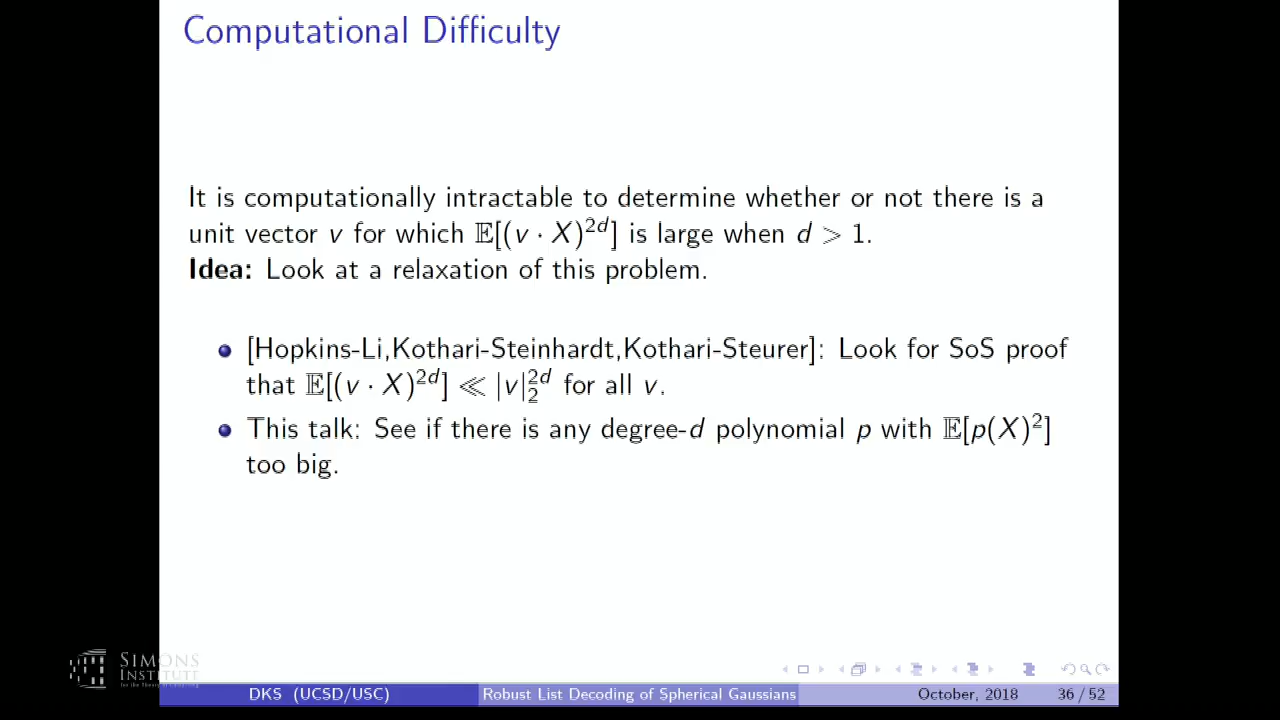 Computational Difficulty
It is computationally intractable to determine whether or not there is a
unit vector v for which 𝔼[(v · X)^{2d}] is large when d > 1.
Idea: Look at a relaxation of this problem.
[Hopkins-Li,Kothari-Steinhardt,Kothari-Steurer]: Look for SoS proof
that 𝔼[(v · X)^{2d}] ≪ |v|_2^{2d} for all v.
This talk: See if there is any degree-d polynomial p with 𝔼[p(X)^2]
too big.
SIMONS
INSTITUTE
DKS (UCSD/USC)
Robust List Decoding of Spherical Gaussians
October, 2018
36 / 52